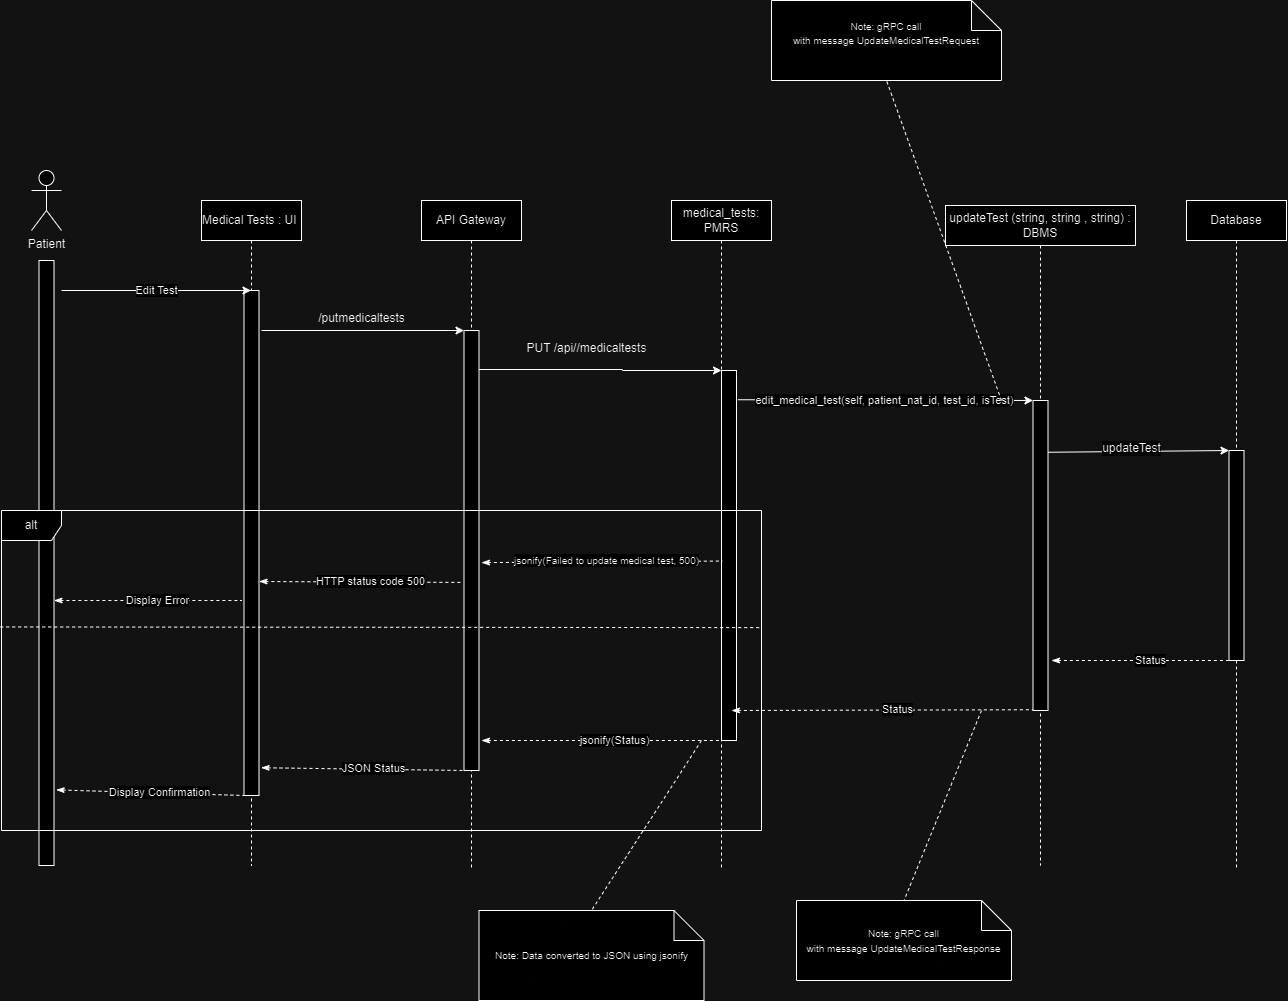 Note: gRPC call
with message UpdateMedicalTestRequest
Patient
Medical Tests : UI
API Gateway
medical_tests:
PMRS
updateTest (string, string , string) :
DBMS
Database
Edit Test
/putmedicaltests
PUT /api//medicaltests
edit_medical_test(self, patient_nat_id, test_id, isTest)
updateTest
alt
jsonify(Failed to update medical test, 500)
HTTP status code 500
Display Error
Status
Status
jsonify(Status)
JSON Status
Display Confirmation
Note: gRPC call
with message UpdateMedicalTestResponse
Note: Data converted to JSON using jsonify